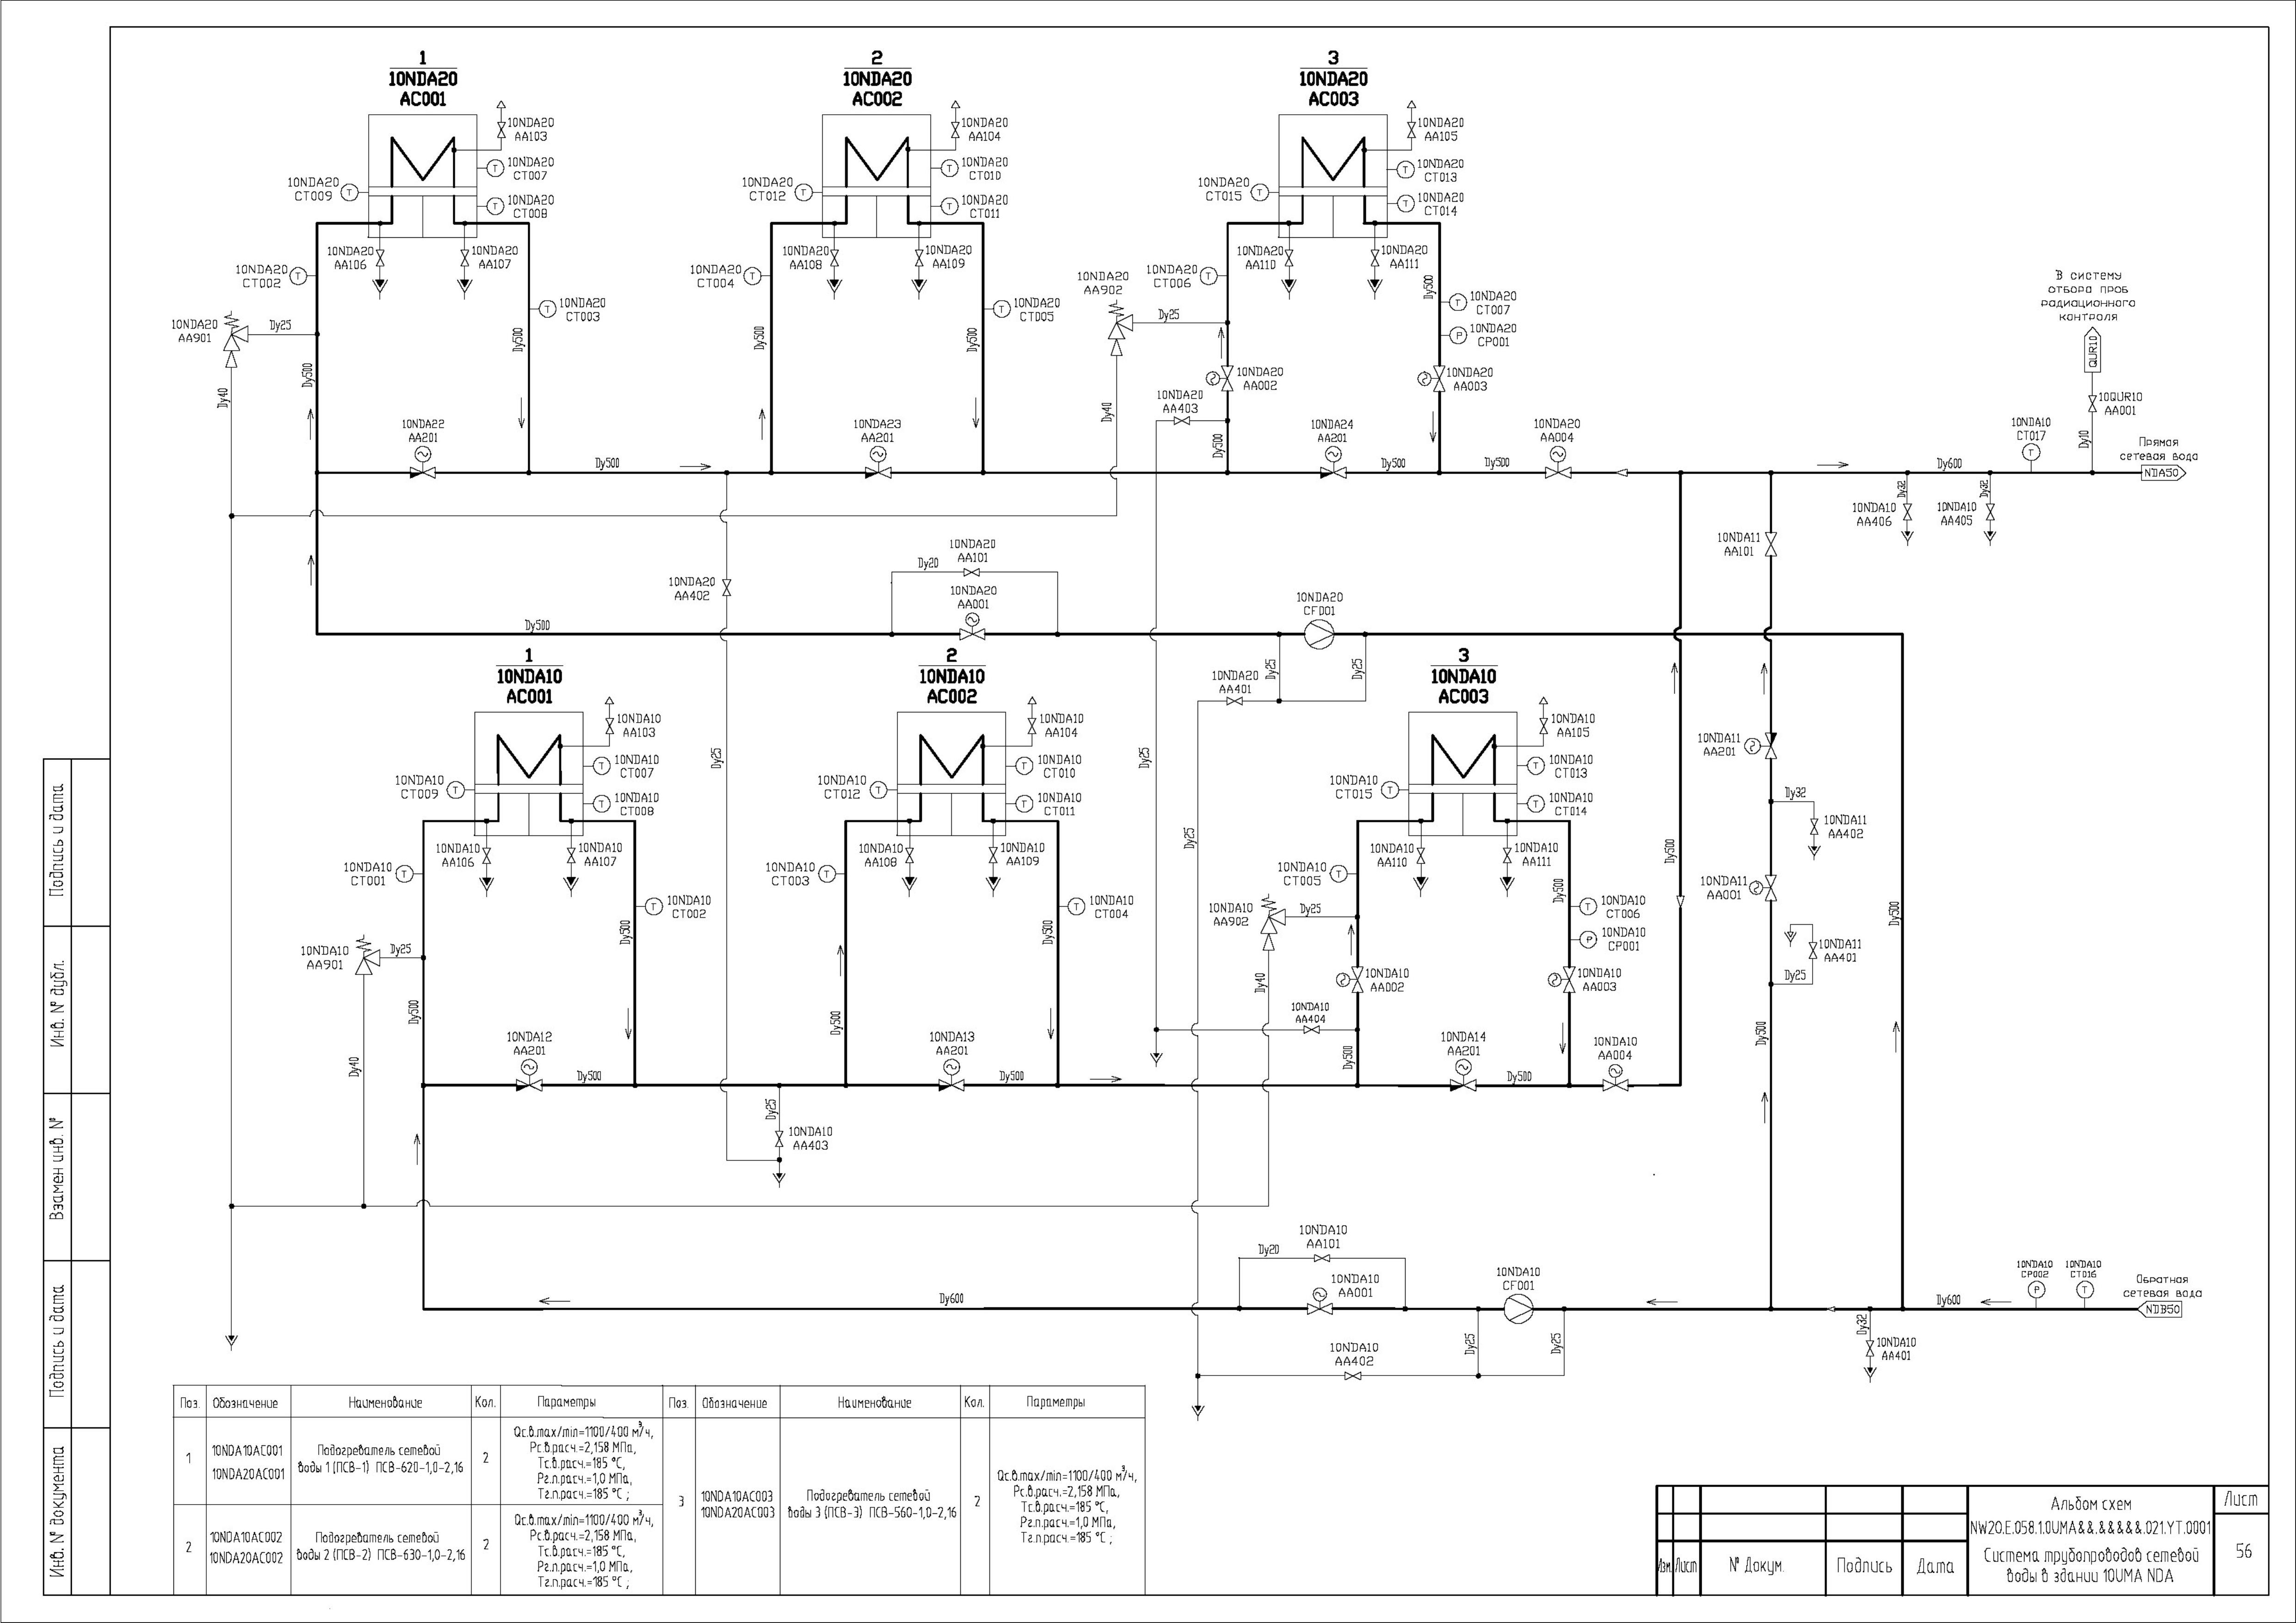 1
10NDA20
AC001
2
10NDA20
AC002
3
10NDA20
AC003
10NDA20
AA103
10NDA20
CT007
10NDA20
CT008
10NDA20
CT009
10NDA20
AA106
10NDA20
AA107
10NDA20
CT002
10NDA20
CT003
10NDA20
AA901
Dy25
Dy40
Dy500
Dy500
10NDA22
AA201
Dy500
10NDA20
AA104
10NDA20
CT010
10NDA20
CT011
10NDA20
CT012
10NDA20
AA108
10NDA20
AA109
10NDA20
CT004
10NDA20
CT005
Dy500
Dy500
10NDA23
AA201
10NDA20
AA105
10NDA20
CT013
10NDA20
CT014
10NDA20
CT015
10NDA20
AA110
10NDA20
AA111
10NDA20
AA902
10NDA20
CT006
Dy500
10NDA20
CT007
10NDA20
CP001
Dy25
Dy40
10NDA20
AA002
10NDA20
AA003
10NDA20
AA403
Dy500
10NDA24
AA201
Dy500
Dy500
10NDA20
AA004
В систему
отбора проб
радиационного
контроля
QUR10
10QUR10
AA001
Dy10
10NDA10
CT017
Прямая
сетевая вода
NDA50
Dy600
Dy32
Dy32
10NDA10
AA406
10NDA10
AA405
10NDA11
AA101
10NDA20
AA402
10NDA20
AA101
Dy20
10NDA20
AA001
Dy500
10NDA20
CF001
Dy25
Dy25
10NDA20
AA401
1
10NDA10
AC001
2
10NDA10
AC002
3
10NDA10
AC003
10NDA10
AA103
10NDA10
CT007
10NDA10
CT008
10NDA10
CT009
10NDA10
AA106
10NDA10
AA107
10NDA10
CT001
10NDA10
CT002
10NDA10
AA901
Dy25
Dy40
Dy500
Dy500
10NDA12
AA201
Dy500
Dy25
10NDA10
AA104
10NDA10
CT010
10NDA10
CT011
10NDA10
CT012
10NDA10
AA108
10NDA10
AA109
10NDA10
CT003
10NDA10
CT004
Dy500
Dy500
10NDA13
AA201
Dy500
Dy25
10NDA10
AA403
Dy25
Dy25
10NDA10
AA105
10NDA10
CT013
10NDA10
CT014
10NDA10
CT015
10NDA10
AA110
10NDA10
AA111
10NDA10
CT005
10NDA10
AA902
Dy25
Dy40
Dy500
10NDA10
CT006
10NDA10
CP001
10NDA10
AA002
10NDA10
AA003
10NDA10
AA404
Dy500
10NDA14
AA201
Dy500
10NDA10
AA004
Dy500
10NDA11
AA201
Dy32
10NDA11
AA402
10NDA11
AA001
10NDA11
AA401
Dy25
Dy500
Dy500
10NDA10
AA101
Dy20
10NDA10
AA001
Dy600
10NDA10
CF001
Dy25
Dy25
10NDA10
AA402
Dy32
10NDA10
AA401
Dy600
10NDA10
CP002
10NDA10
CT016
Обратная
сетевая вода
NDB50
Подпись и дата
Инв. № дубл.
Взамен инв. №
Подпись и дата
Инв. № документа
Поз. Обозначение Наименование Кол. Параметры Поз. Обозначение Наименование Кол. Параметры
1
10NDA10AC001
10NDA20AC001
Подогреватель сетевой
воды 1 (ПСВ-1) ПСВ-620-1,0-2,16
2
Qс.в.max/min=1100/400 м³/ч,
Рс.в.расч.=2,158 МПа,
Тс.в.расч.=185 °С,
Рг.п.расч.=1,0 МПа,
Тг.п.расч.=185 °С ;
2
10NDA10AC002
10NDA20AC002
Подогреватель сетевой
воды 2 (ПСВ-2) ПСВ-630-1,0-2,16
2
Qс.в.max/min=1100/400 м³/ч,
Рс.в.расч.=2,158 МПа,
Тс.в.расч.=185 °С,
Рг.п.расч.=1,0 МПа,
Тг.п.расч.=185 °С ;
3
10NDA10AC003
10NDA20AC003
Подогреватель сетевой
воды 3 (ПСВ-3) ПСВ-560-1,0-2,16
2
Qс.в.max/min=1100/400 м³/ч,
Рс.в.расч.=2,158 МПа,
Тс.в.расч.=185 °С,
Рг.п.расч.=1,0 МПа,
Тг.п.расч.=185 °С ;
Изм. Лист № Докум. Подпись Дата
Альбом схем
NW2O.E.058.1.0UMA&&.&&&&&.021.YT.0001
Система трубопроводов сетевой
воды в здании 10UMA NDA
Лист
56